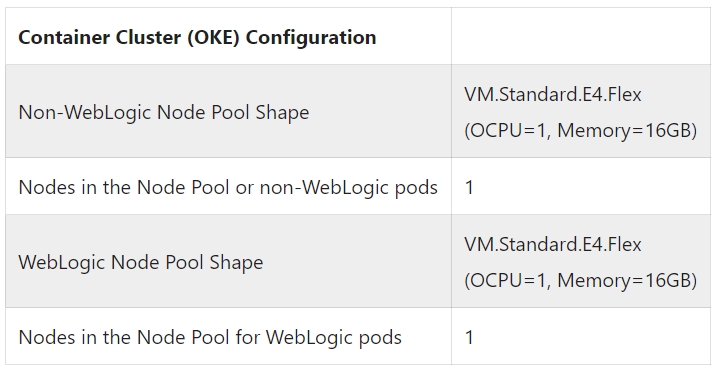 Container Cluster (OKE) Configuration
Non-WebLogic Node Pool Shape
VM.Standard.E4.Flex
(OCPU=1, Memory=16GB)
Nodes in the Node Pool or non-WebLogic pods
1
WebLogic Node Pool Shape
VM.Standard.E4.Flex
(OCPU=1, Memory=16GB)
Nodes in the Node Pool for WebLogic pods
1